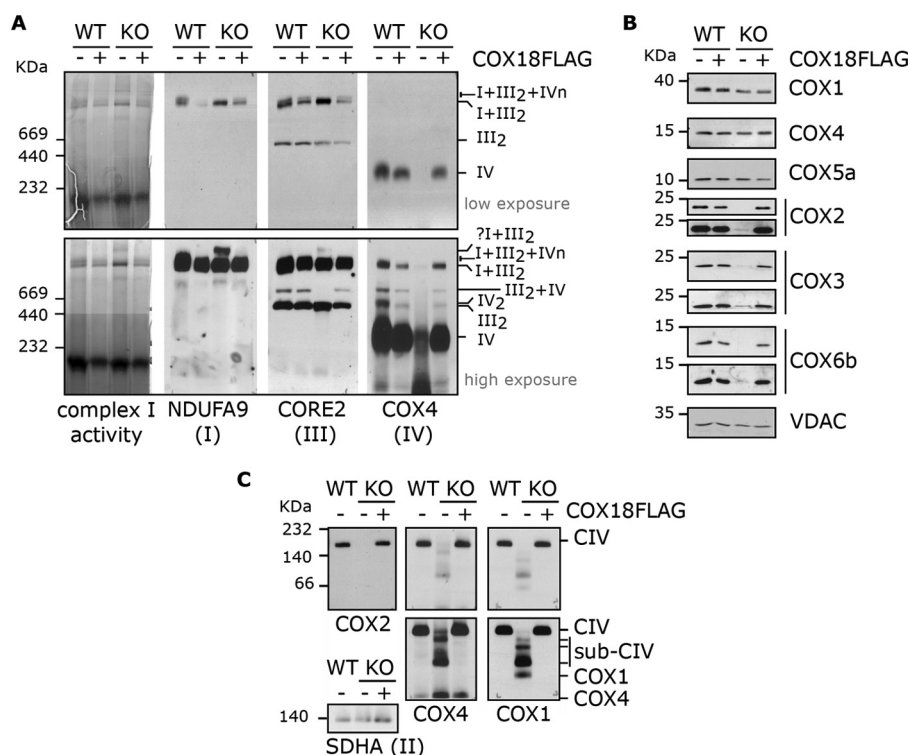 A
WT KO WT KO WT KO WT KO
- + - + - + - + - + - + - + - + COX18FLAG
KDa
669
440
232
I+III2+IVn
I+III2
III2
IV
low exposure
669
440
232
?I+III2
I+III2+IVn
I+III2
III2+IV
IV2
III2
IV
high exposure
complex I activity
NDUFA9 (I)
CORE2 (III)
COX4 (IV)
B
WT KO
- + - + COX18FLAG
KDa
40 COX1
15 COX4
10 COX5a
25
25 COX2
25
25 COX3
15
15 COX6b
35 VDAC
C
WT KO WT KO WT KO
- - + - - + - - + COX18FLAG
KDa
232
140
66
CIV
COX2
CIV
sub-CIV
COX1
COX4
WT KO
- - +
140
SDHA (II)
COX4
COX1